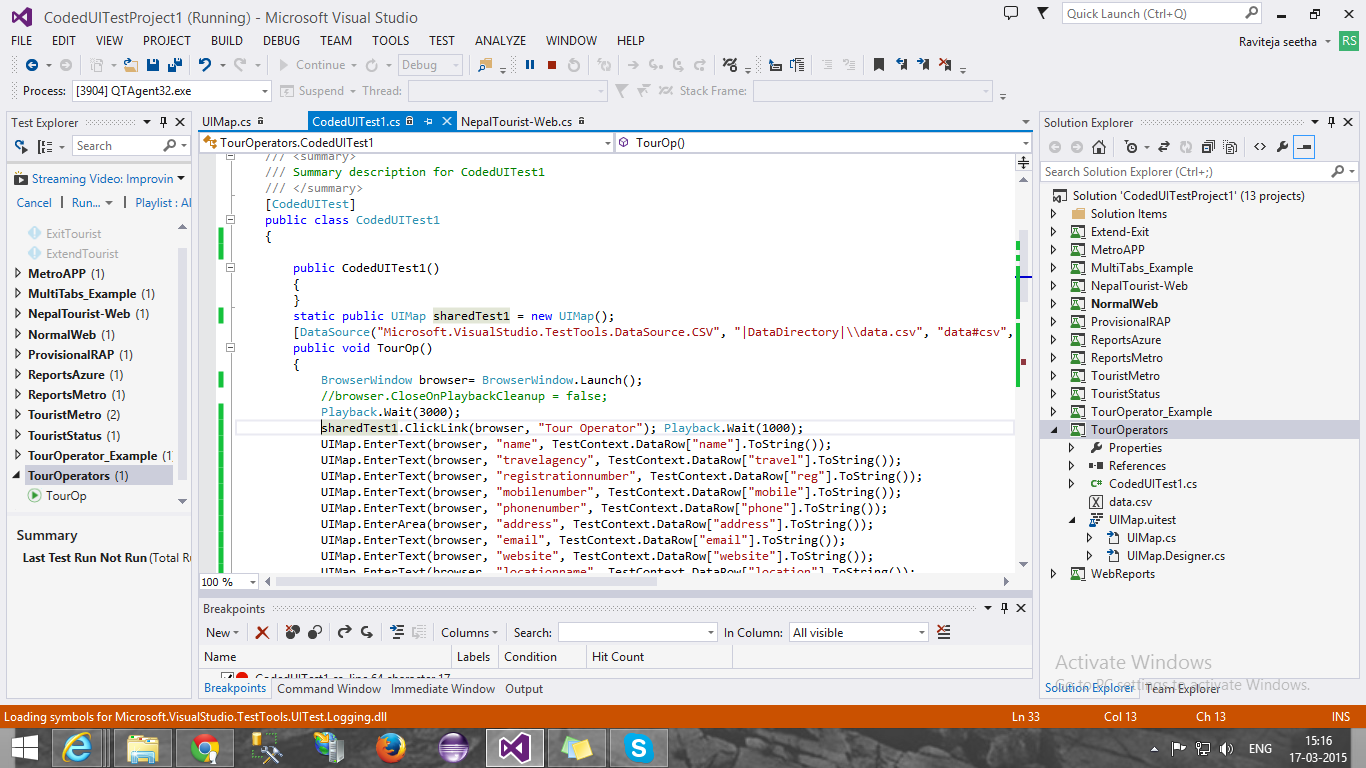 CodedUITestProject1 (Running) - Microsoft Visual Studio
Quick Launch (Ctrl+Q)
FILE EDIT VIEW PROJECT BUILD DEBUG TEAM TOOLS TEST ANALYZE WINDOW HELP
Raviteja seetha RS
Continue Debug
Process: [3904] QTAgent32.exe Suspend Thread: Stack Frame:
Test Explorer
Search
Streaming Video: Improvin
Cancel Run... Playlist : Al
ExitTourist
ExtendTourist
MetroAPP (1)
MultiTabs_Example (1)
NepalTourist-Web (1)
NormalWeb (1)
ProvisionalRAP (1)
ReportsAzure (1)
ReportsMetro (1)
TouristMetro (2)
TouristStatus (1)
TourOperator_Example (1
TourOperators (1)
TourOp
Summary
Last Test Run Not Run (Total Ru
UIMap.cs CodedUITest1.cs NepalTourist-Web.cs
TourOperators.CodedUITest1 TourOp()
/// <summary>
/// Summary description for CodedUITest1
/// </summary>
[CodedUITest]
public class CodedUITest1
{
public CodedUITest1()
{
}
static public UIMap sharedTest1 = new UIMap();
[DataSource("Microsoft.VisualStudio.TestTools.DataSource.CSV", "|DataDirectory|\\data.csv", "data#csv",
public void TourOp()
{
BrowserWindow browser= BrowserWindow.Launch();
//browser.CloseOnPlaybackCleanup = false;
Playback.Wait(3000);
sharedTest1.ClickLink(browser, "Tour Operator"); Playback.Wait(1000);
UIMap.EnterText(browser, "name", TestContext.DataRow["name"].ToString());
UIMap.EnterText(browser, "travelagency", TestContext.DataRow["travel"].ToString());
UIMap.EnterText(browser, "registrationnumber", TestContext.DataRow["reg"].ToString());
UIMap.EnterText(browser, "mobilenumber", TestContext.DataRow["mobile"].ToString());
UIMap.EnterText(browser, "phonenumber", TestContext.DataRow["phone"].ToString());
UIMap.EnterArea(browser, "address", TestContext.DataRow["address"].ToString());
UIMap.EnterText(browser, "email", TestContext.DataRow["email"].ToString());
UIMap.EnterText(browser, "website", TestContext.DataRow["website"].ToString());
UIMap.EnterText(browser, "locationname", TestContext.DataRow["location"].ToString());
100 %
Breakpoints
New Columns Search: In Column: All visible
Name Labels Condition Hit Count
CodedUITest1.cs, line 64 character 17
Breakpoints Command Window Immediate Window Output
Solution Explorer
Search Solution Explorer (Ctrl+;)
Solution 'CodedUITestProject1' (13 projects)
Solution Items
Extend-Exit
MetroAPP
MultiTabs_Example
NepalTourist-Web
NormalWeb
ProvisionalRAP
ReportsAzure
ReportsMetro
TouristMetro
TouristStatus
TourOperator_Example
TourOperators
Properties
References
C# CodedUITest1.cs
data.csv
UIMap.uitest
UIMap.cs
UIMap.Designer.cs
WebReports
Activate Windows
Go to PC settings to activate Windows.
Solution Explorer Team Explorer
Loading symbols for Microsoft.VisualStudio.TestTools.UITest.Logging.dll Ln 33 Col 13 Ch 13 INS
ENG 15:16
17-03-2015